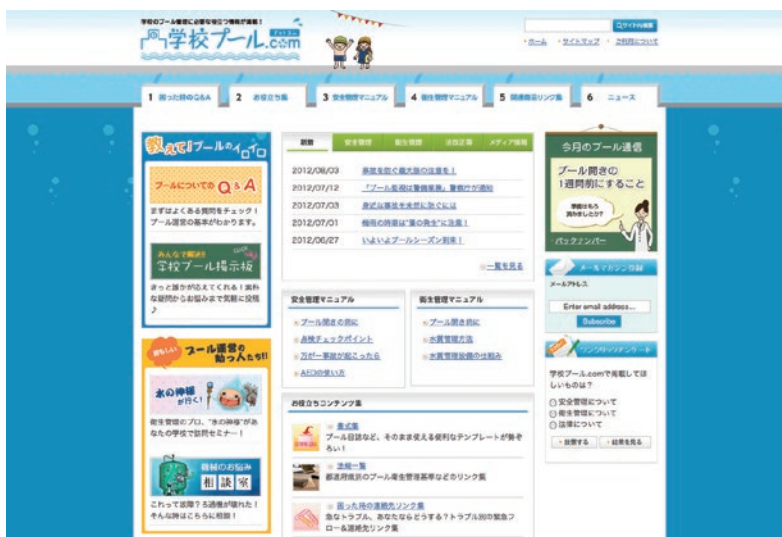 学校のプール管理に必要な役立つ情報が満載!
学校プール.com
サイト内検索
ホーム
サイトマップ
ご利用について
1 困った時のQ&A
2 お役立ち集
3 安全管理マニュアル
4 衛生管理マニュアル
5 関連機関リンク集
6 ニュース
教えて!プールのイロイロ
プールについての Q & A
まずはよくある質問をチェック!
プール運営の基本がわかります。
みんなで解決!!
CLICK
学校プール掲示板
きっと誰かが応えてくれる!素朴
な疑問からお悩みまで気軽に投稿
♪
頼もしい プール運営の
助っ人たち!!
水の神様
が行く!
衛生管理のプロ、"水の神様"があ
なたの学校で訪問セミナー!
機械のお悩み
相談室
これって故障?ろ過機が壊れた!
そんな時はこちらに相談!
新着
安全管理
衛生管理
法改正等
メディア情報
2012/08/03 事故を防ぐ最大限の注意を!
2012/07/12 「プール監視は警備業務」警察庁が通知
2012/07/03 身近な事故を未然に防ぐには
2012/07/01 梅雨の時期は"藻の発生"に注意!
2012/06/27 いよいよプールシーズン到来!
一覧を見る
安全管理マニュアル
プール開きの前に
点検チェックポイント
万が一事故が起こったら
AEDの使い方
衛生管理マニュアル
プール開き前に
水質管理方法
水質管理設備の仕組み
お役立ちコンテンツ集
書式集
プール日誌など、そのまま使える便利なテンプレートが勢ぞ
ろい!
法規一覧
都道府県別のプール衛生管理基準などのリンク集
困った時の連絡先リンク集
急なトラブル、あなたならどうする?トラブル別の緊急フ
ロー&連絡先リンク集
今月のプール通信
プール開きの
1週間前にすること
準備はもう
済みましたか?
バックナンバー
メールマガジン登録
メールアドレス
Enter email address...
Subscribe
ワンクリックアンケート
学校プール.comで掲載してほ
しいものは?
安全管理について
衛生管理について
法律について
投票する
結果を見る